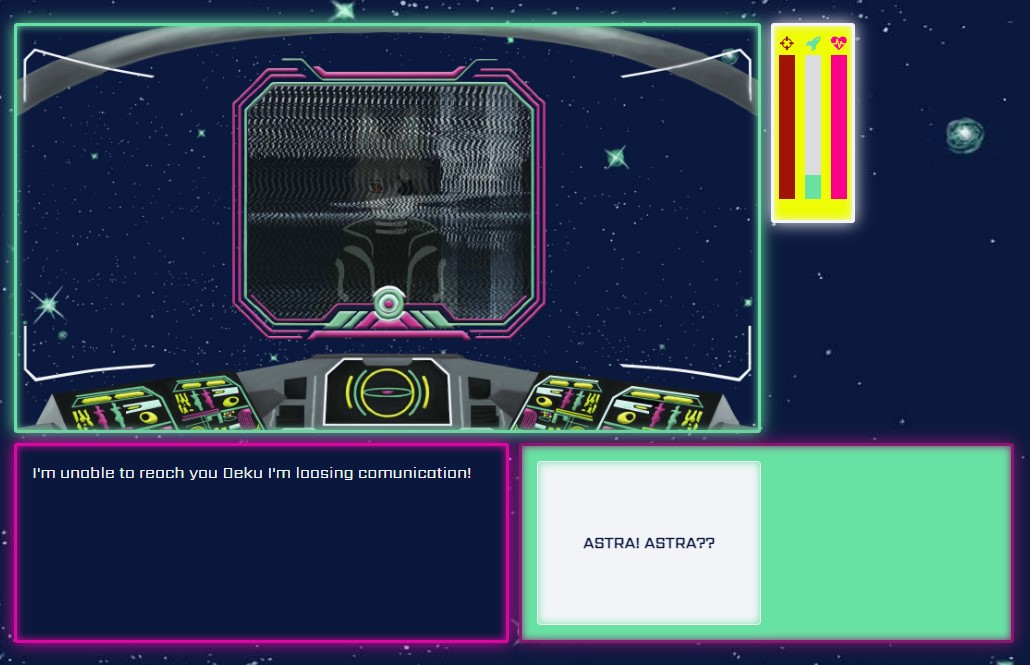 I'm unable to reach you Deku I'm loosing comunication!
ASTRA! ASTRA??